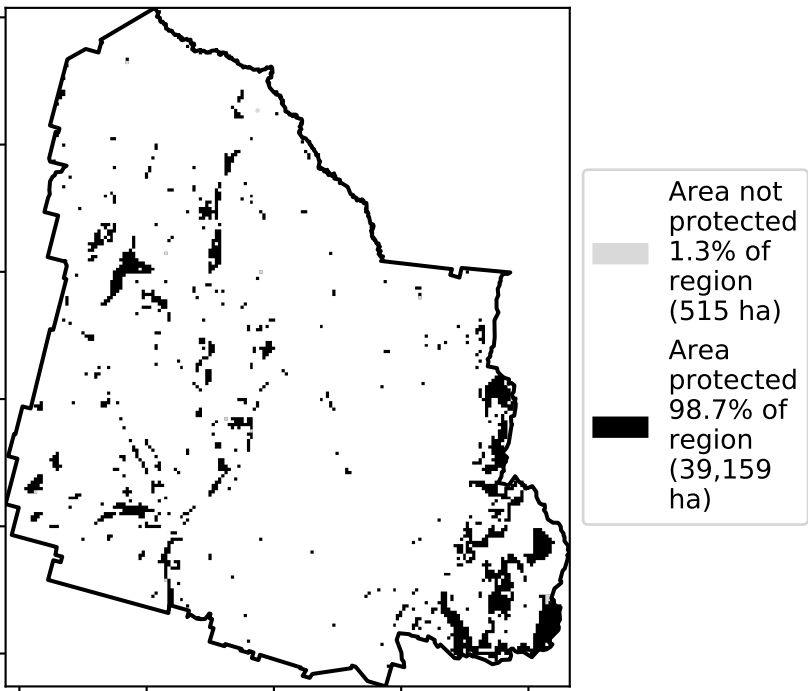 Area not
protected
1.3% of
region
(515 ha)
Area
protected
98.7% of
region
(39,159
ha)